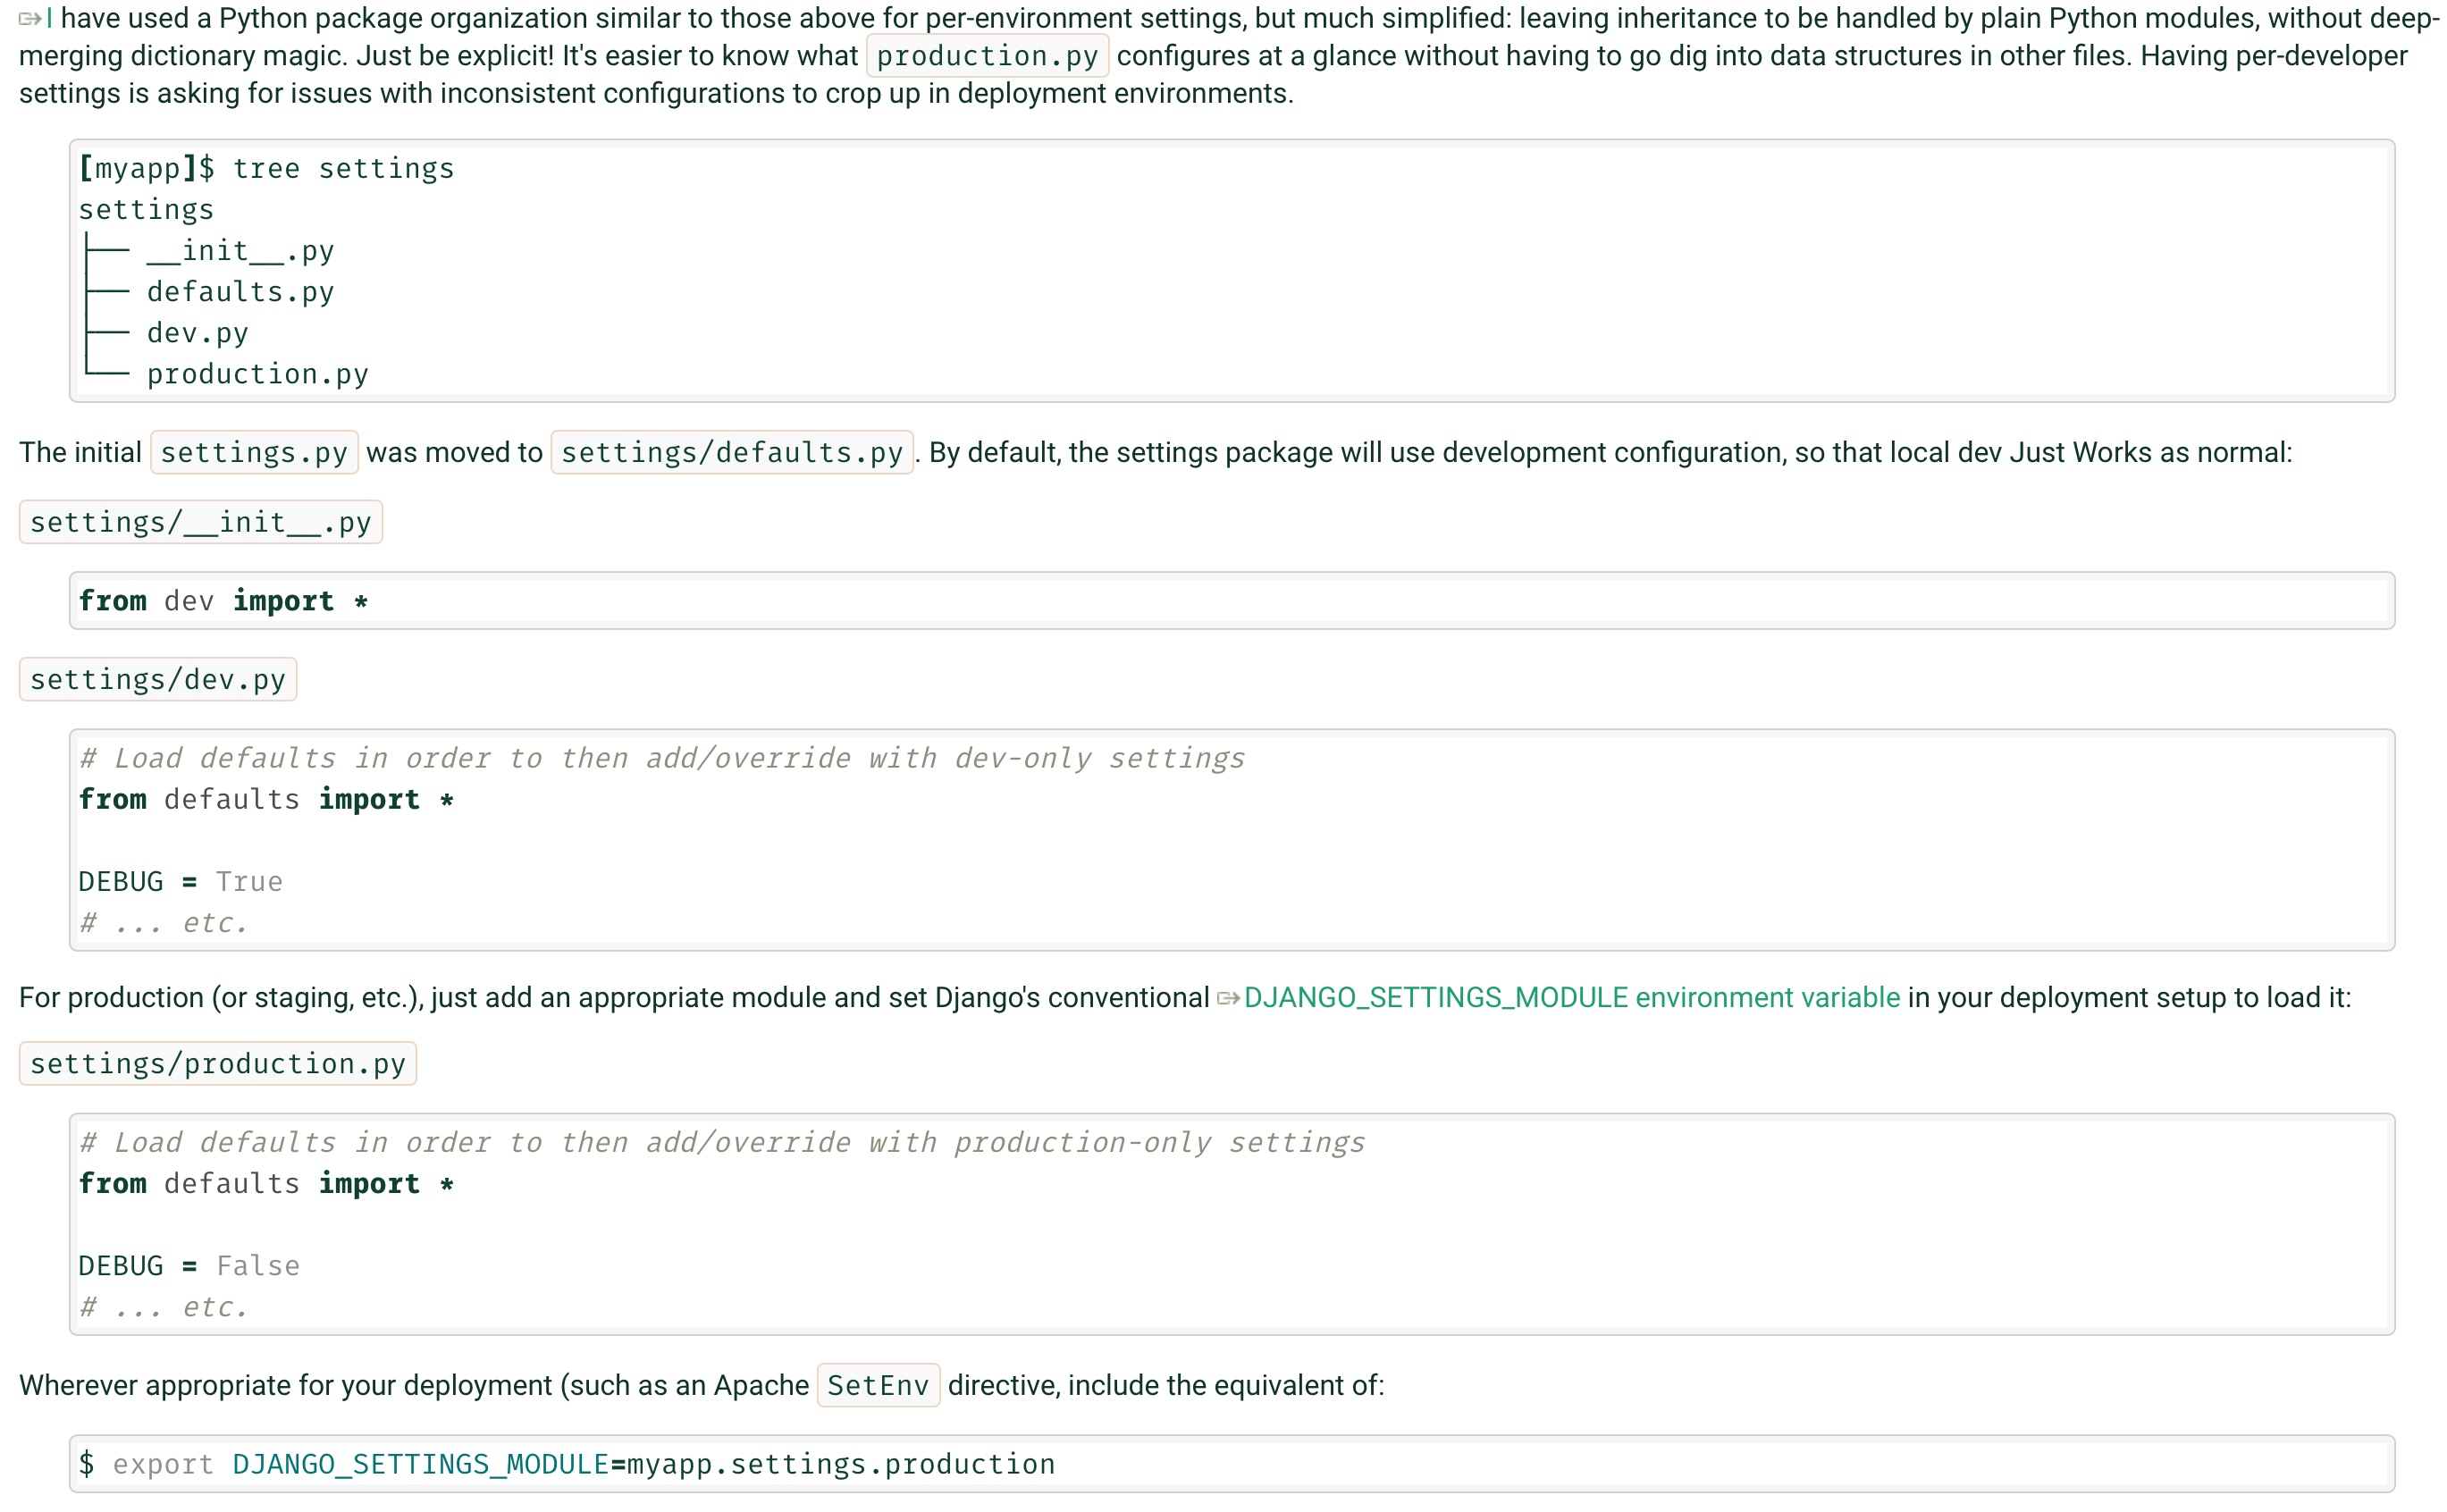 I have used a Python package organization similar to those above for per-environment settings, but much simplified: leaving inheritance to be handled by plain Python modules, without deep-
merging dictionary magic. Just be explicit! It's easier to know what production.py configures at a glance without having to go dig into data structures in other files. Having per-developer
settings is asking for issues with inconsistent configurations to crop up in deployment environments.
[myapp]$ tree settings
settings
├── __init__.py
├── defaults.py
├── dev.py
└── production.py
The initial settings.py was moved to settings/defaults.py. By default, the settings package will use development configuration, so that local dev Just Works as normal:
settings/__init__.py
from dev import *
settings/dev.py
# Load defaults in order to then add/override with dev-only settings
from defaults import *
DEBUG = True
# ... etc.
For production (or staging, etc.), just add an appropriate module and set Django's conventional DJANGO_SETTINGS_MODULE environment variable in your deployment setup to load it:
settings/production.py
# Load defaults in order to then add/override with production-only settings
from defaults import *
DEBUG = False
# ... etc.
Wherever appropriate for your deployment (such as an Apache SetEnv directive, include the equivalent of:
$ export DJANGO_SETTINGS_MODULE=myapp.settings.production